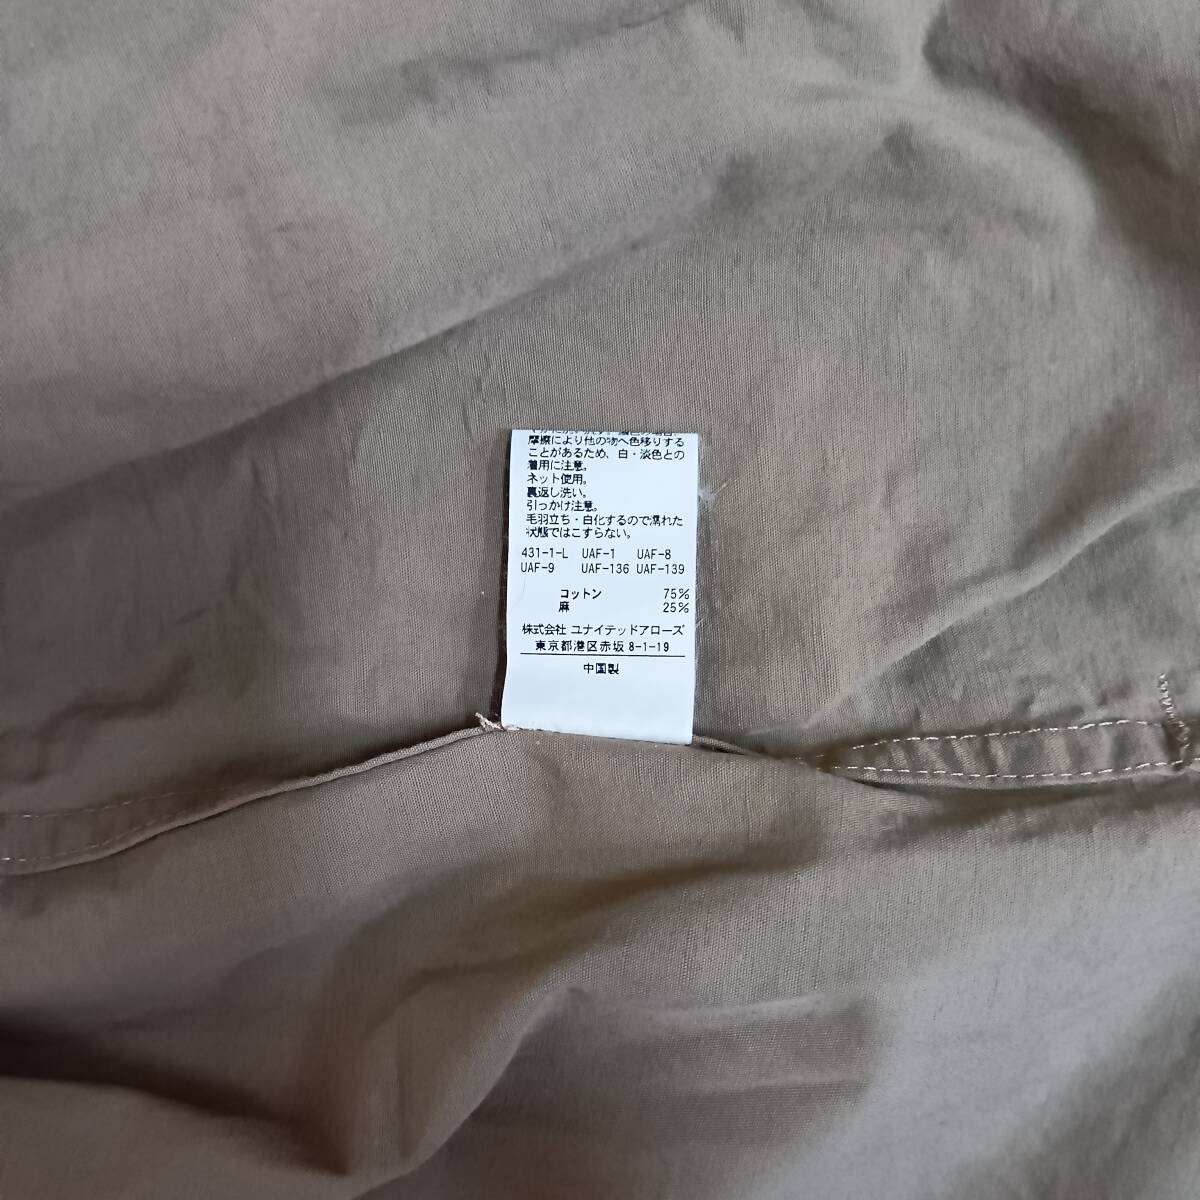 摩擦により他の物へ色移りする
ことがあるため、白・淡色との
着用に注意。
ネット使用。
裏返し洗い。
引っかけ注意。
毛羽立ち・白化するので濡れた
状態ではこすらない。
431-1-L UAF-1 UAF-8
UAF-9 UAF-136 UAF-139
コットン 75%
麻 25%
株式会社 ユナイテッドアローズ
東京都港区赤坂 8-1-19
中国製